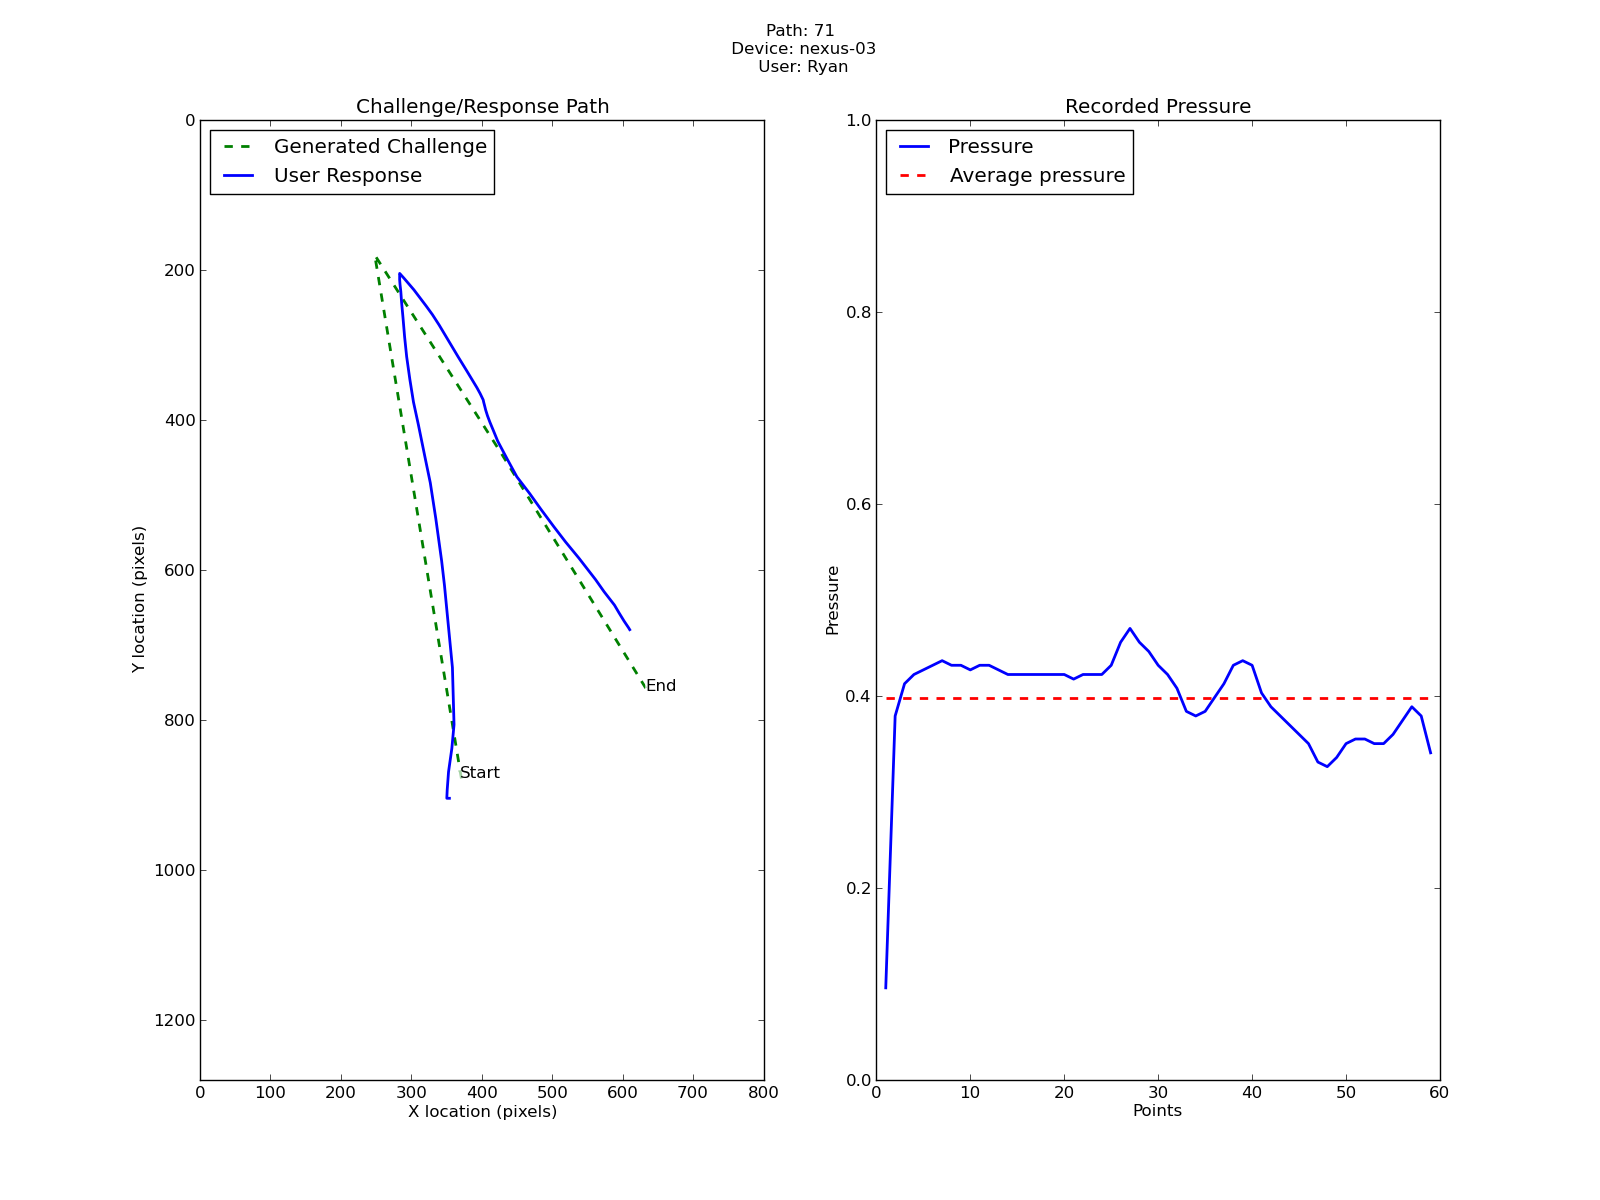 Path: 71
Device: nexus-03
User: Ryan
Challenge/Response Path
Generated Challenge
User Response
Start
End
0
200
400
600
800
1000
1200
Y location (pixels)
0 100 200 300 400 500 600 700 800
X location (pixels)
Recorded Pressure
Pressure
Average pressure
1.0
0.8
0.6
0.4
0.2
0.0
Pressure
0 10 20 30 40 50 60
Points